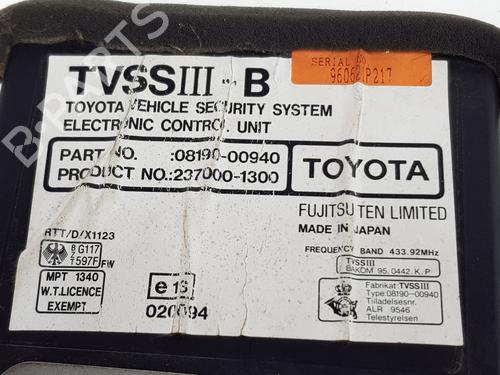 SERIAL NO.
TVSSIII-B
TOYOTA VEHICLE SECURITY SYSTEM
ELECTRONIC CONTROL UNIT
PART NO. :08190-00940
PRODUCT NO.:237000-1300
TOYOTA
FUJITSU TEN LIMITED
MADE IN JAPAN
RTT/D/X1123
FREQUENCY BAND 433.92MHz
G117
597F FW
TVSSIII
BAKOM 95.0442.K.P
MPT 1340
W.T.LICENCE
EXEMPT
e 13
020094
Fabrikat:TVSSIII
Type:08190-00940
Tilladelsesnr.
ALR 9546
Telestyrelsen
B-PARTS